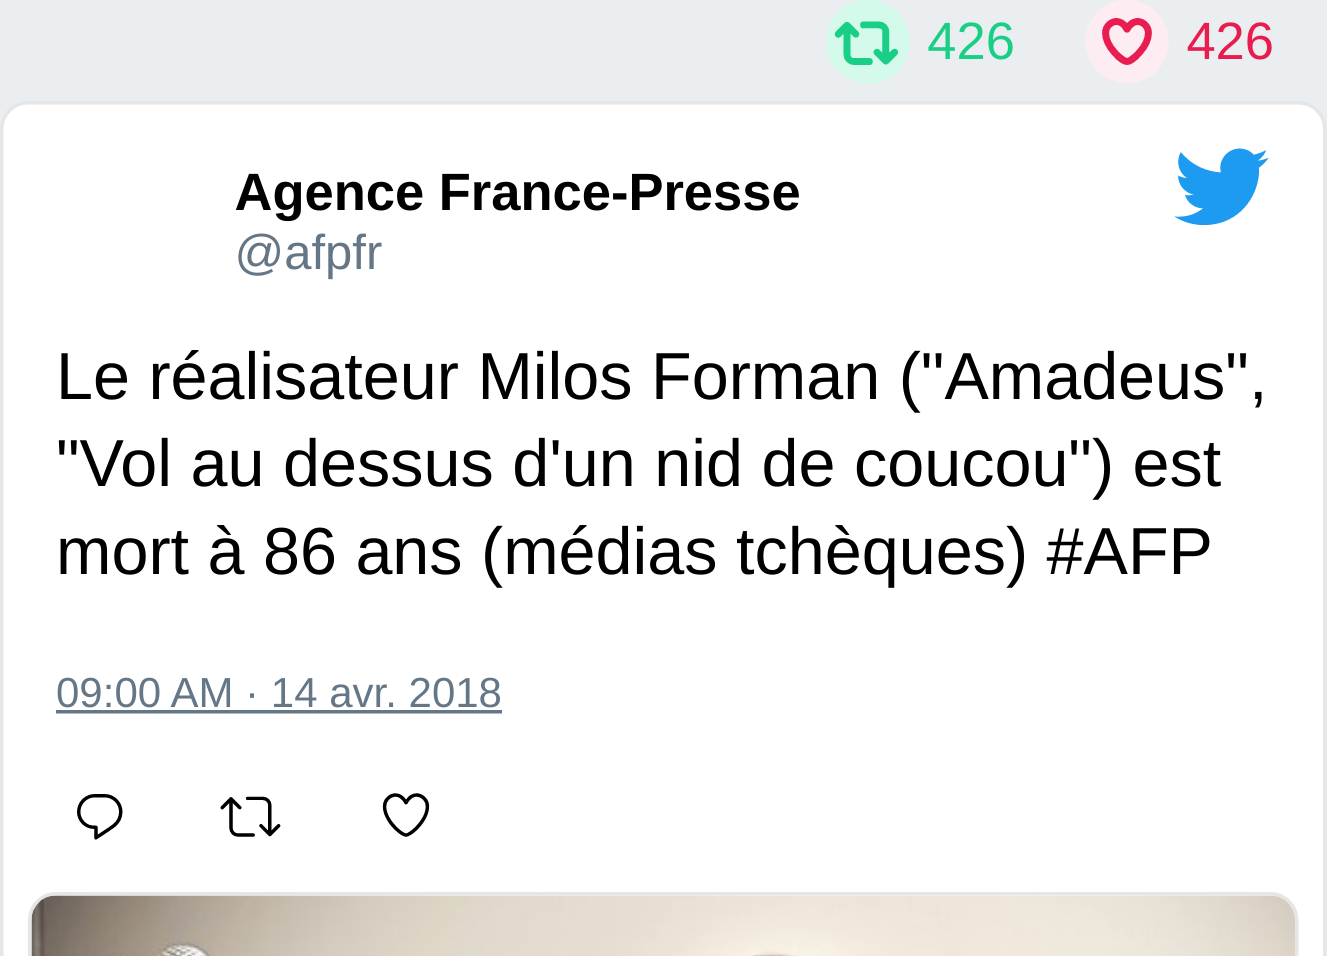 426 426
Agence France-Presse
@afpfr
Le réalisateur Milos Forman ("Amadeus",
"Vol au dessus d'un nid de coucou") est
mort à 86 ans (médias tchèques) #AFP
09:00 AM · 14 avr. 2018